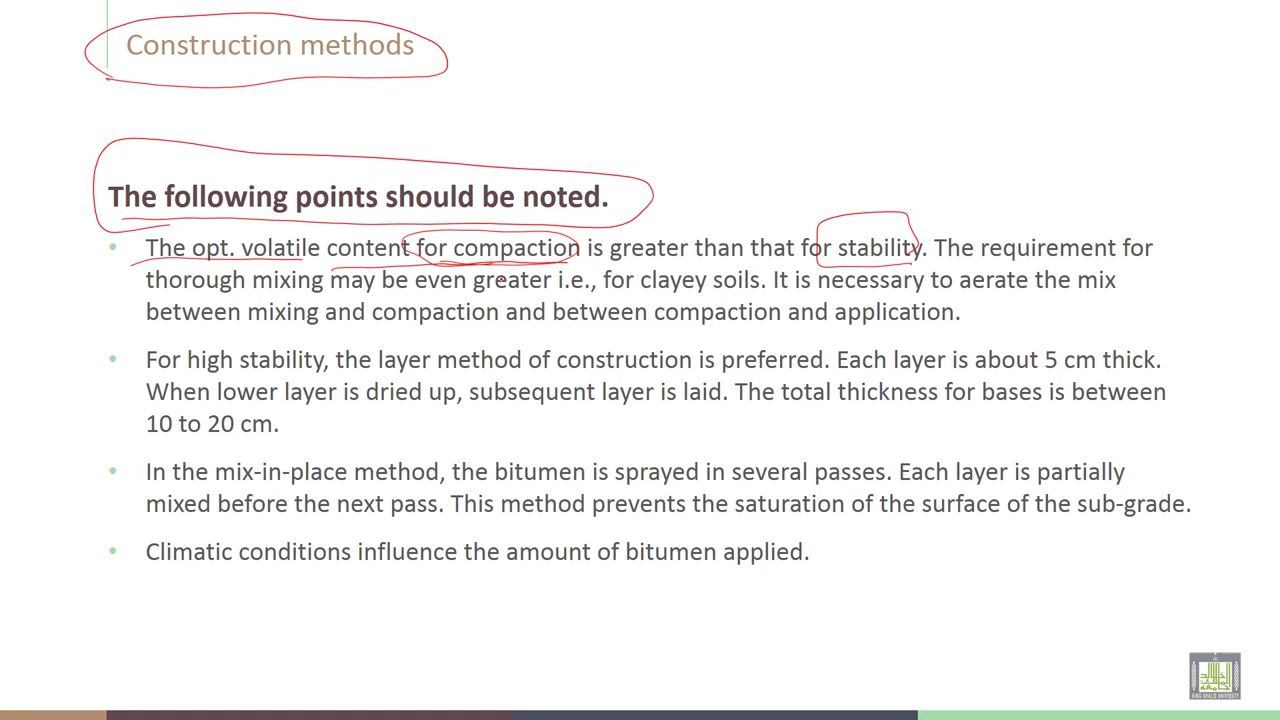 Construction methods
The following points should be noted.
• The opt. volatile content for compaction is greater than that for stability. The requirement for
thorough mixing may be even greater i.e., for clayey soils. It is necessary to aerate the mix
between mixing and compaction and between compaction and application.
• For high stability, the layer method of construction is preferred. Each layer is about 5 cm thick.
When lower layer is dried up, subsequent layer is laid. The total thickness for bases is between
10 to 20 cm.
• In the mix-in-place method, the bitumen is sprayed in several passes. Each layer is partially
mixed before the next pass. This method prevents the saturation of the surface of the sub-grade.
• Climatic conditions influence the amount of bitumen applied.
KING KHALID UNIVERSITY